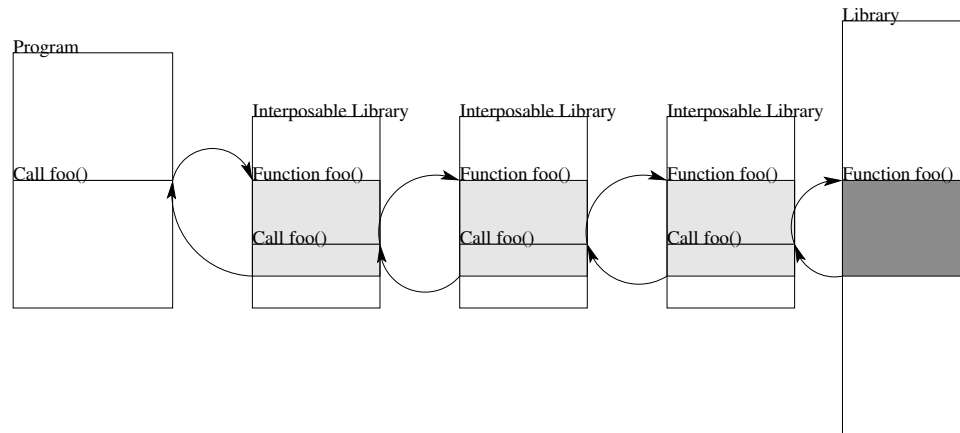 Library
Program
Interposable Library
Interposable Library
Interposable Library
Call foo()
Function foo()
Function foo()
Function foo()
Function foo()
Call foo()
Call foo()
Call foo()